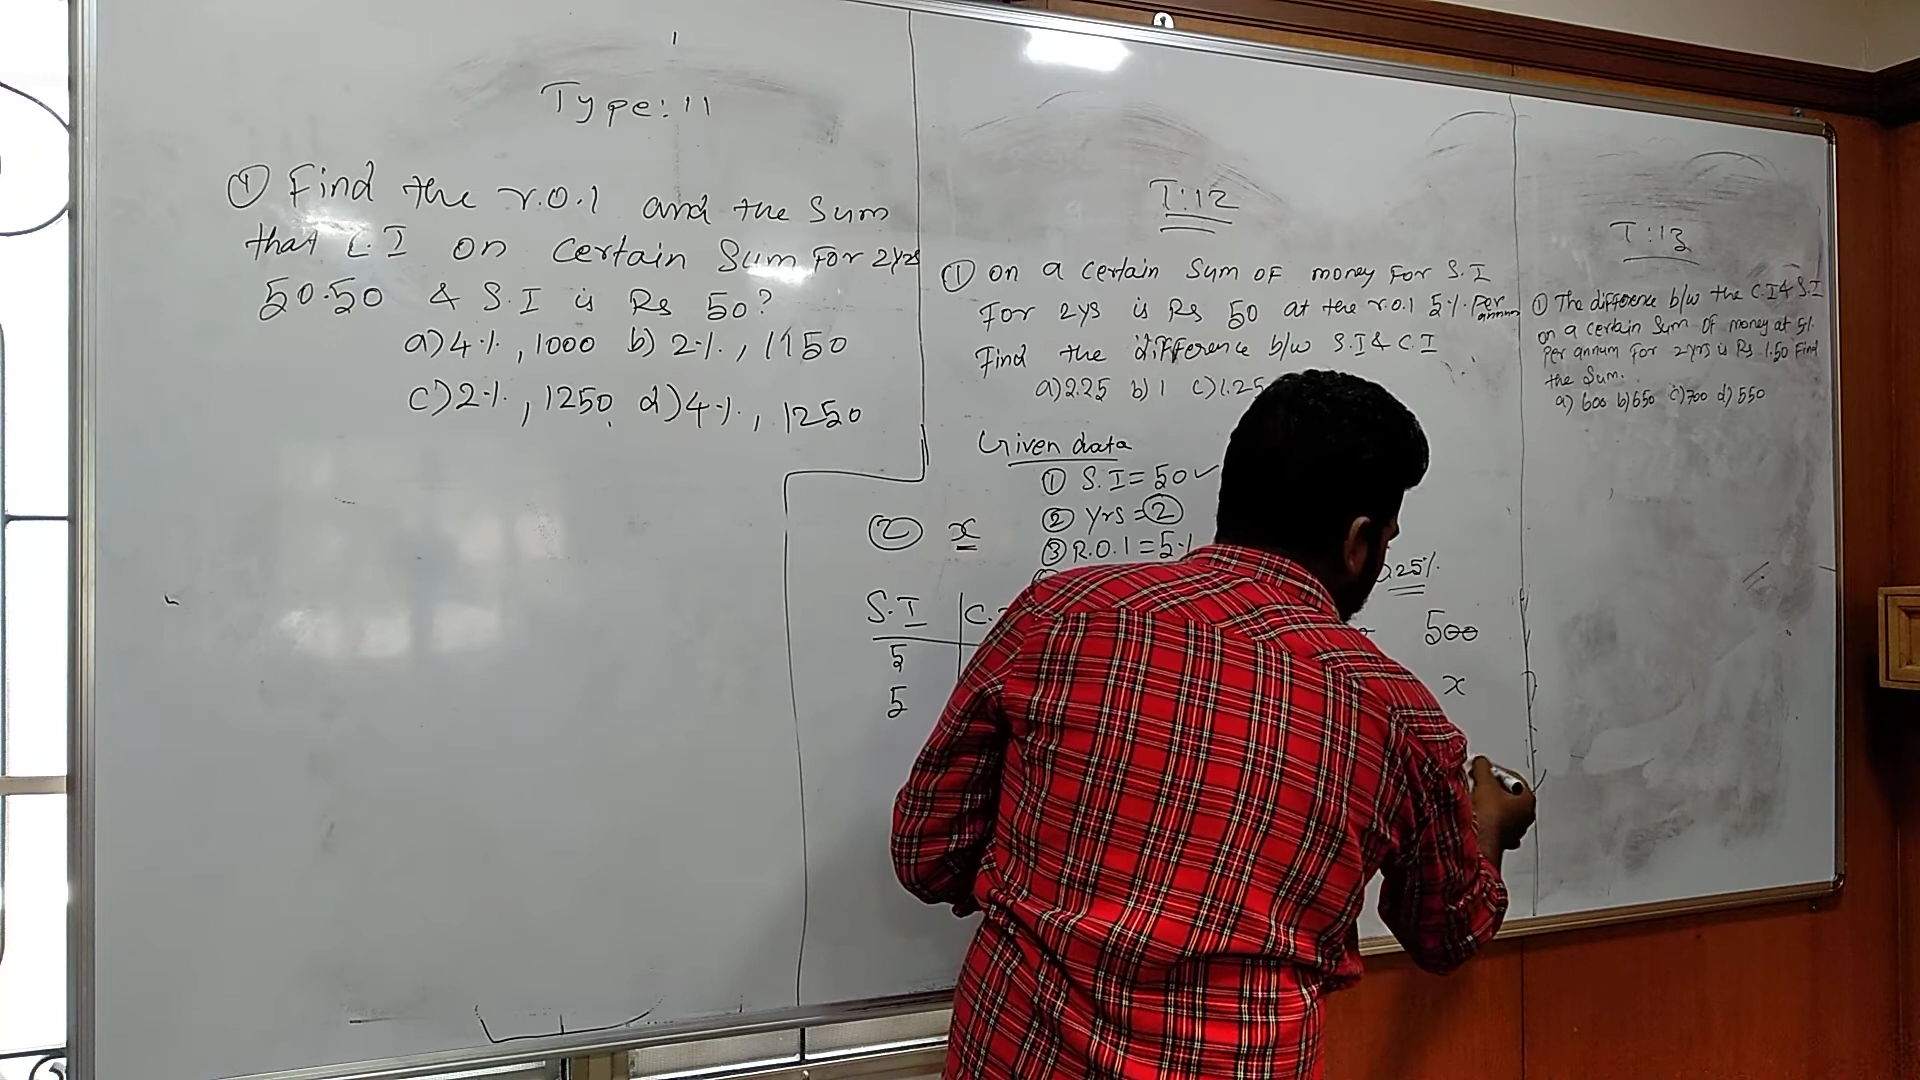 Type: 11
① Find the r.o.1 and the Sum
that C.I on certain Sum For 2yrs
50.50 & S.I is Rs 50?
a) 4%, 1000 b) 2%, 1150
c) 2%, 1250 d) 4%, 1250
T:12
① on a certain Sum OF money For S.I
For 2ys is Rs 50 at the r.o.1 5% Per annum
Find the difference b/w S.I & C.I
a) 2.25 b) 1 c) 1.25
Given data
① S.I = 50 ✓
② Yrs = ②
③ R.O.1 = 5%
② x
S.I | C.
5
5
.25%
500
x
T:13
① The difference b/w the C.I & S.I
on a certain Sum Of money at 5%
Per annum For 2yrs is Rs 1.50 Find
the Sum.
a) 600 b) 650 c) 700 d) 550